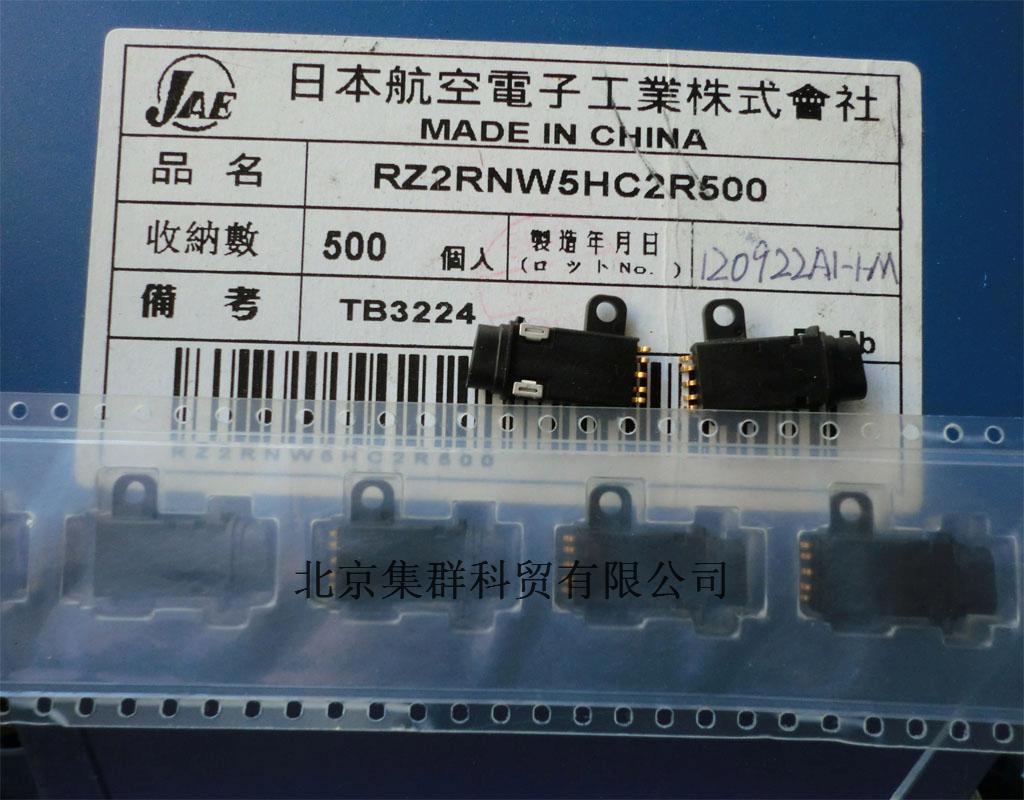 JAE
日本航空電子工業株式會社
MADE IN CHINA
品名 RZ2RNW5HC2R500
收納數 500 個入 製造年月日 (ロットNo. ) 120922A1-1-M
備考 TB3224 Pb
RZ2RNW5HC2R500
北京集群科贸有限公司